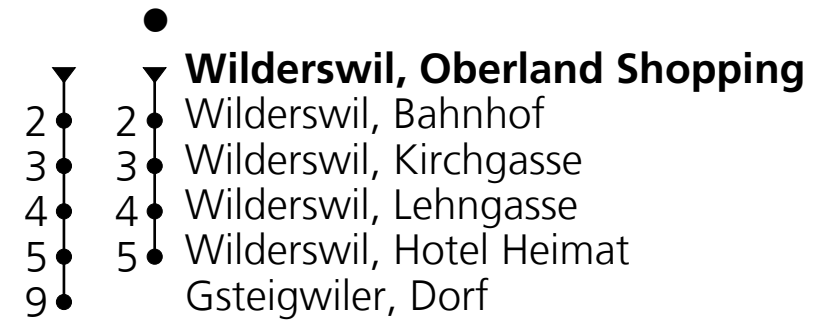 Wilderswil, Oberland Shopping
2 2 Wilderswil, Bahnhof
3 3 Wilderswil, Kirchgasse
4 4 Wilderswil, Lehngasse
5 5 Wilderswil, Hotel Heimat
9 Gsteigwiler, Dorf